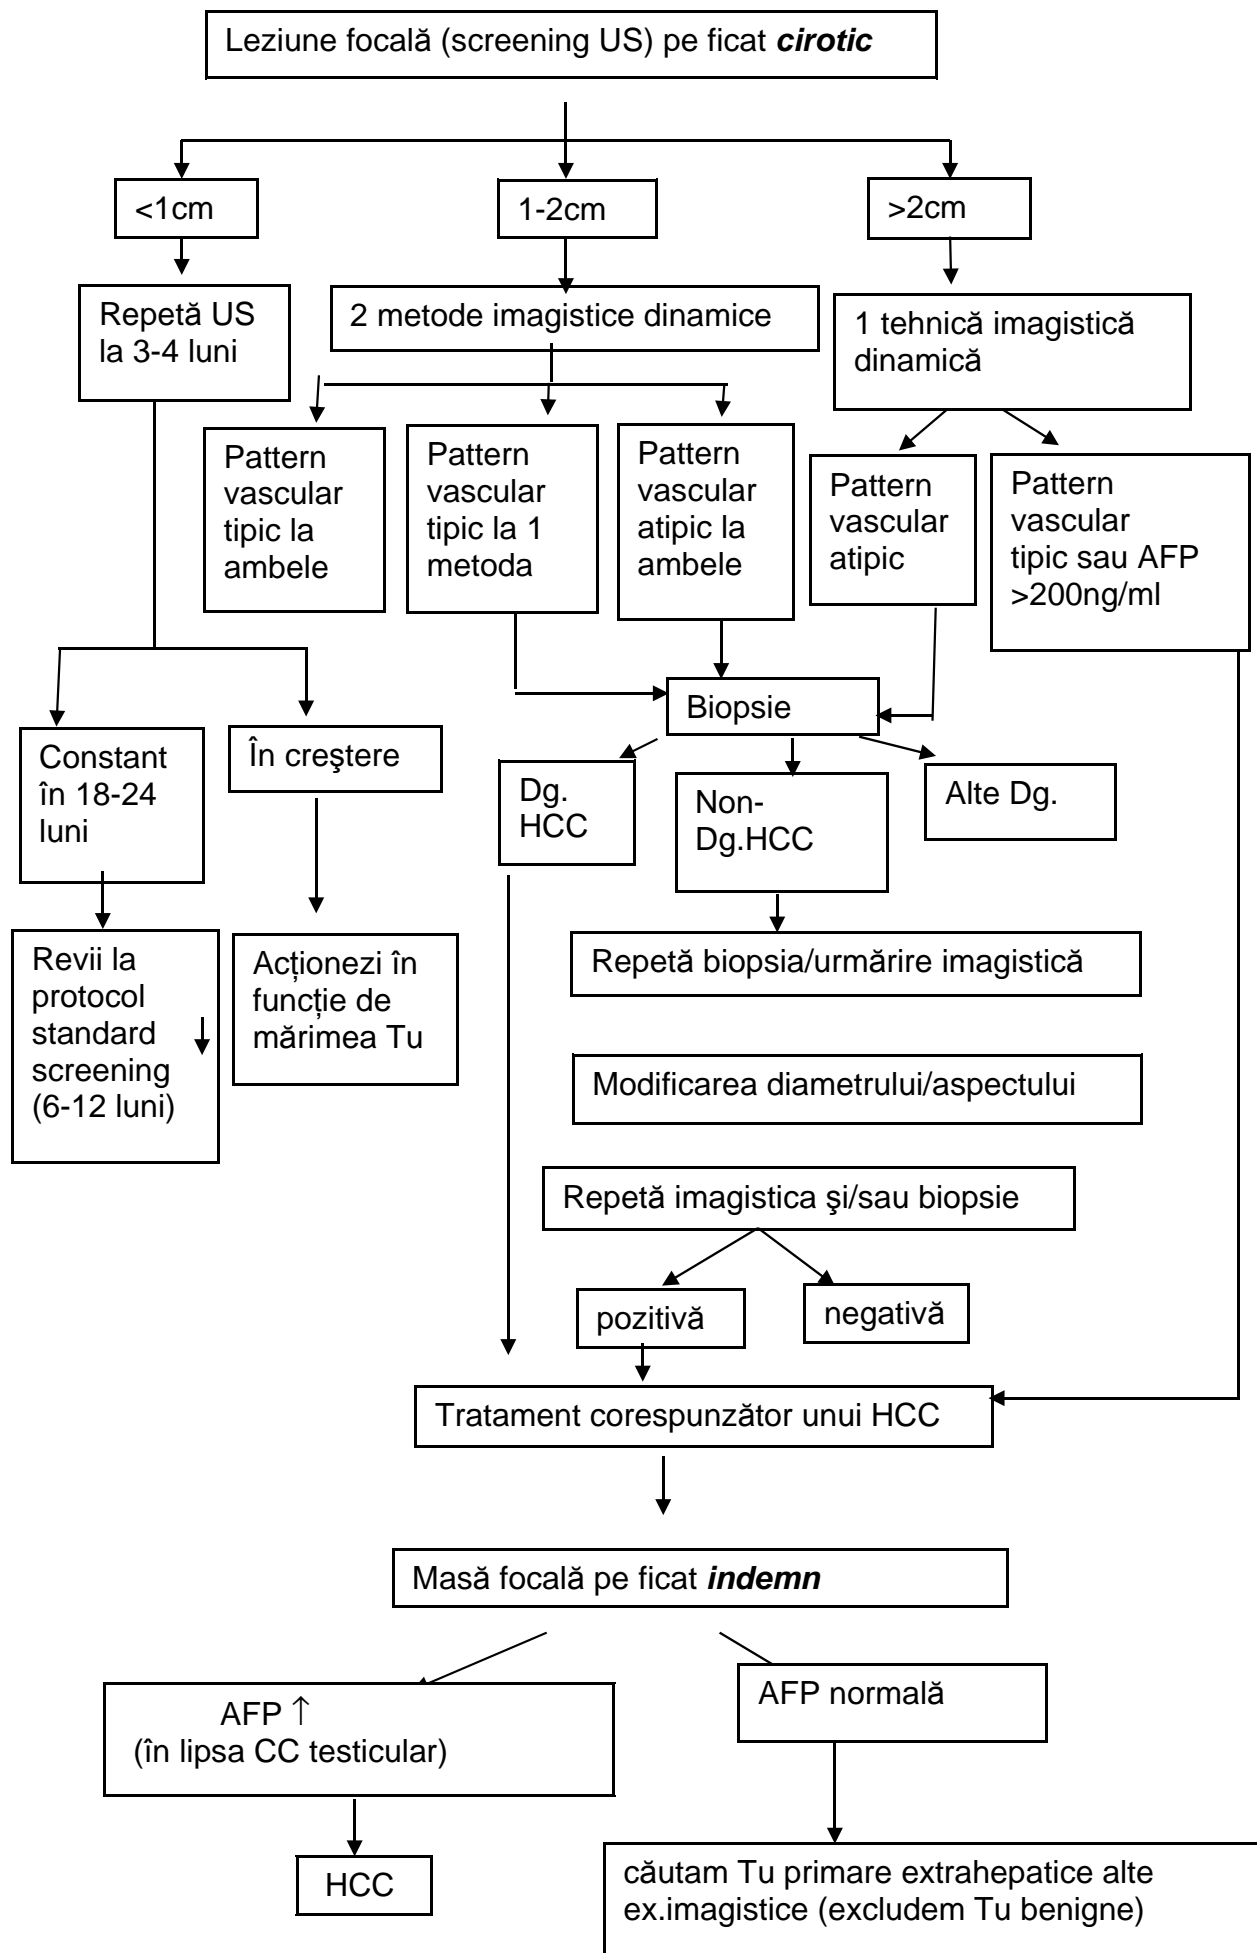 Leziune focală (screening US) pe ficat cirotic
<1cm
1-2cm
>2cm
Repetă US
la 3-4 luni
2 metode imagistice dinamice
1 tehnică imagistică
dinamică
Pattern
vascular
tipic la
ambele
Pattern
vascular
tipic la 1
metoda
Pattern
vascular
atipic la
ambele
Pattern
vascular
atipic
Pattern
vascular
tipic sau AFP
>200ng/ml
Biopsie
Constant
în 18-24
luni
În creştere
Dg.
HCC
Non-
Dg.HCC
Alte Dg.
Revii la
protocol
standard
screening
(6-12 luni)
Acţionezi în
funcţie de
mărimea Tu
Repetă biopsia/urmărire imagistică
Modificarea diametrului/aspectului
Repetă imagistica şi/sau biopsie
pozitivă
negativă
Tratament corespunzător unui HCC
Masă focală pe ficat indemn
AFP ↑
(în lipsa CC testicular)
AFP normală
HCC
căutam Tu primare extrahepatice alte
ex.imagistice (excludem Tu benigne)